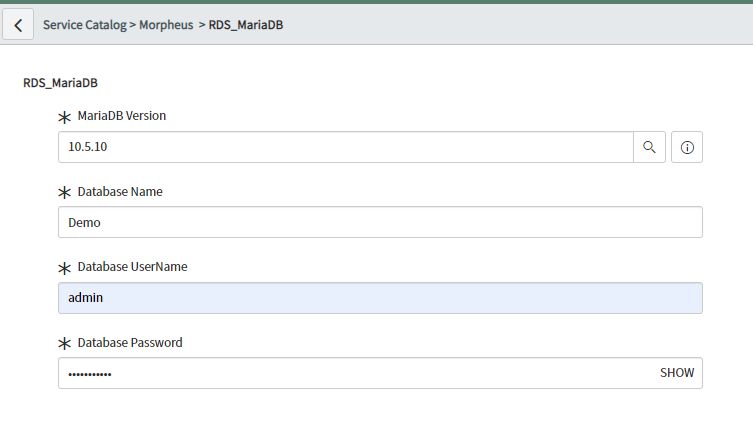 Service Catalog > Morpheus > RDS_MariaDB
RDS_MariaDB
MariaDB Version
10.5.10
Database Name
Demo
Database UserName
admin
Database Password
••••••••••• SHOW